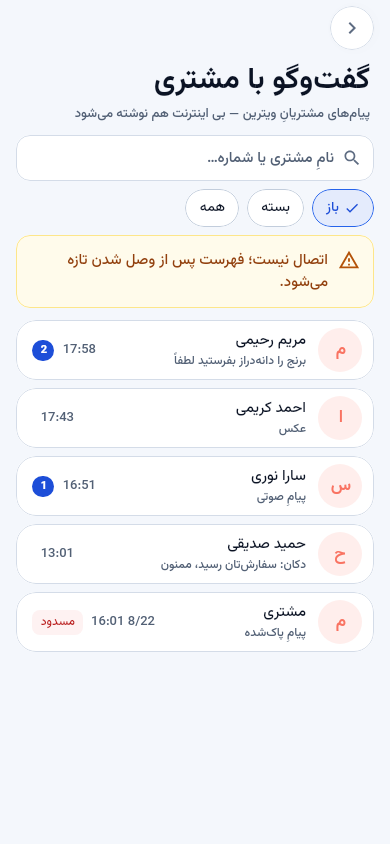 گفت‌وگو با مشتری
پیام‌های مشتریانِ ویترین — بی اینترنت هم نوشته می‌شود
نامِ مشتری یا شماره...
باز
بسته
همه
اتصال نیست؛ فهرست پس از وصل شدن تازه
می‌شود.
م
مریم رحیمی
17:58
2
برنج را دانه‌دراز بفرستید لطفاً
ا
احمد کریمی
17:43
عکس
س
سارا نوری
16:51
1
پیامِ صوتی
ح
حمید صدیقی
13:01
دکان: سفارش‌تان رسید، ممنون
م
مشتری
8/22 16:01
مسدود
پیامِ پاک‌شده